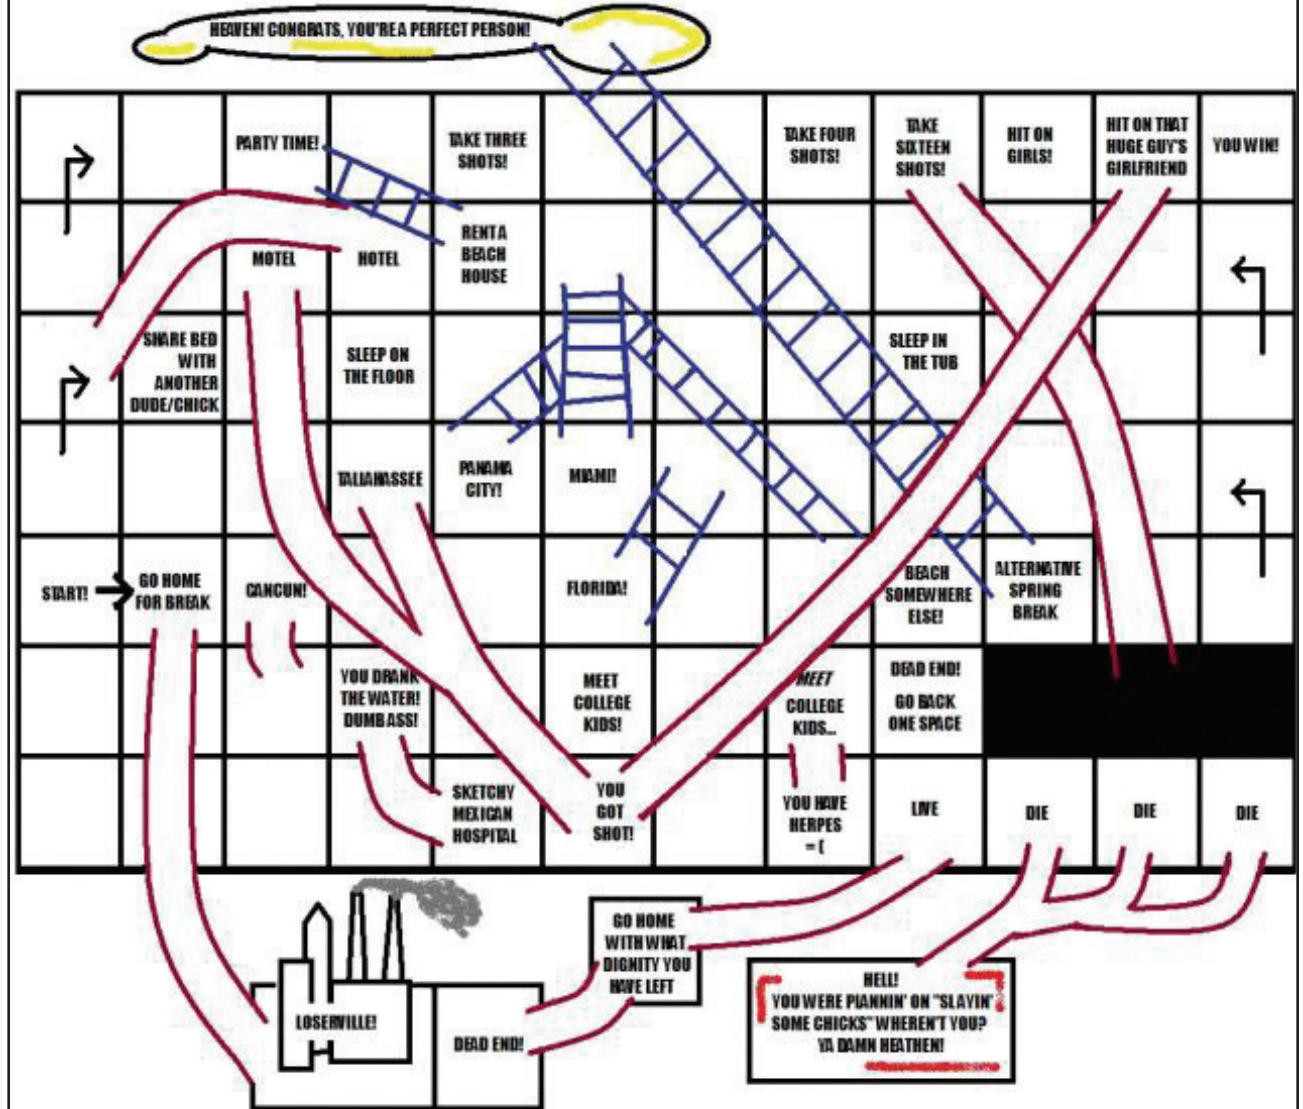 HEAVEN! CONGRATS, YOU'RE A PERFECT PERSON!
PARTY TIME!
TAKE THREE
SHOTS!
TAKE FOUR
SHOTS!
TAKE
SIXTEEN
SHOTS!
HIT ON
GIRLS!
HIT ON THAT
HUGE GUY'S
GIRLFRIEND
YOU WIN!
MOTEL
HOTEL
RENT A
BEACH
HOUSE
SHARE BED
WITH
ANOTHER
DUDE/CHICK
SLEEP ON
THE FLOOR
SLEEP IN
THE TUB
TALLAHASSEE
PANAMA
CITY!
MIAMI!
START!
GO HOME
FOR BREAK
CANCUN!
FLORIDA!
BEACH
SOMEWHERE
ELSE!
ALTERNATIVE
SPRING
BREAK
YOU DRANK
THE WATER!
DUMBASS!
MEET
COLLEGE
KIDS!
MEET
COLLEGE
KIDS...
DEAD END!
GO BACK
ONE SPACE
SKETCHY
MEXICAN
HOSPITAL
YOU
GOT
SHOT!
YOU HAVE
HERPES
=(
LIVE
DIE
DIE
DIE
LOSERVILLE!
DEAD END!
GO HOME
WITH WHAT
DIGNITY YOU
HAVE LEFT
HELL!
YOU WERE PLANNIN' ON "SLAYIN'
SOME CHICKS" WHEREN'T YOU?
YA DAMN HEATHEN!